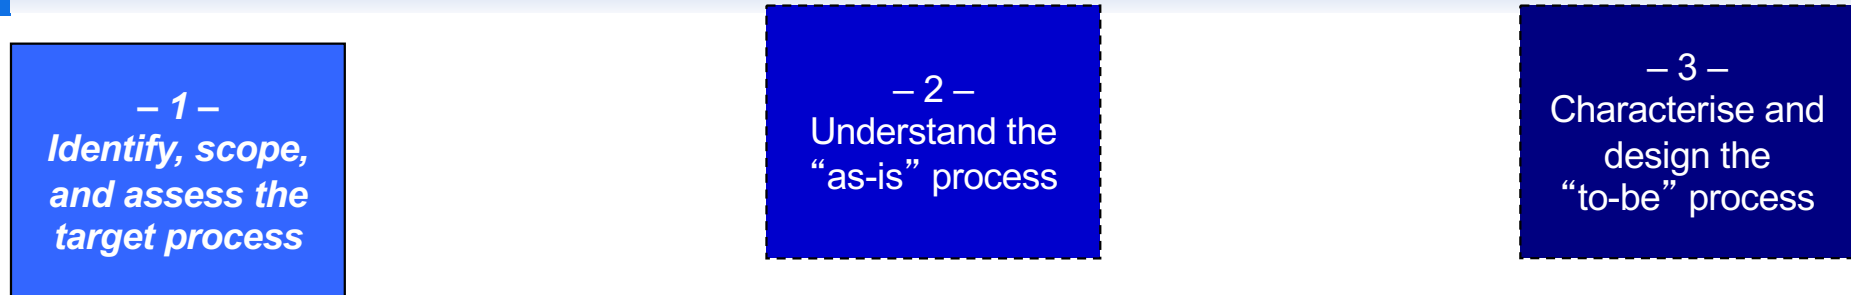 – 1 –
Identify, scope,
and assess the
target process
– 2 –
Understand the
“as-is” process
– 3 –
Characterise and
design the
“to-be” process